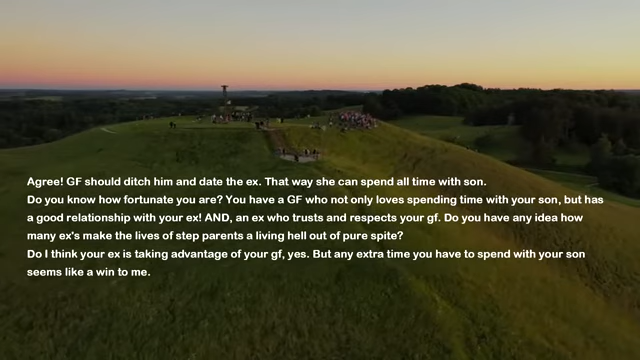 Agree! GF should ditch him and date the ex. That way she can spend all time with son.
Do you know how fortunate you are? You have a GF who not only loves spending time with your son, but has
a good relationship with your ex! AND, an ex who trusts and respects your gf. Do you have any idea how
many ex's make the lives of step parents a living hell out of pure spite?
Do I think your ex is taking advantage of your gf, yes. But any extra time you have to spend with your son
seems like a win to me.